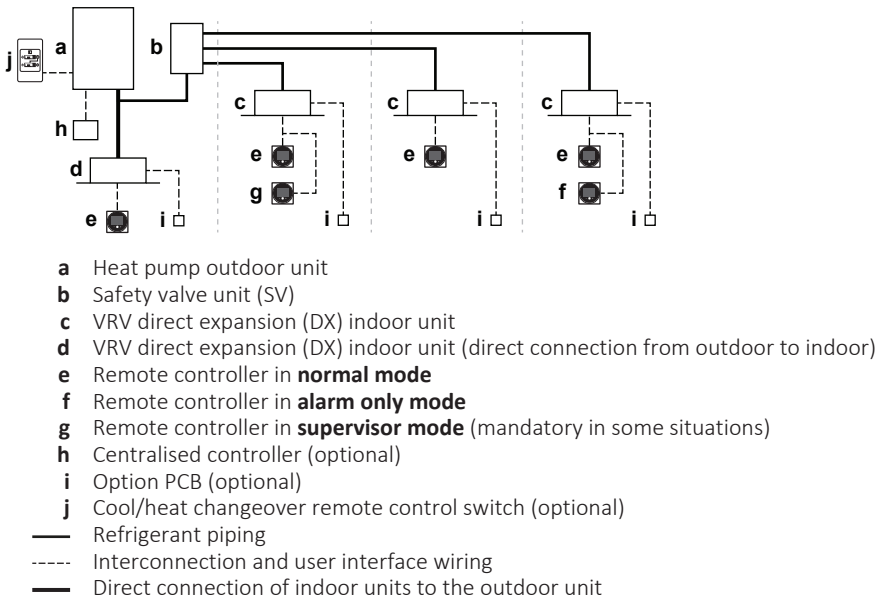 j a b
c c c
h
e e e
d
g f
e i i i i
a Heat pump outdoor unit
b Safety valve unit (SV)
c VRV direct expansion (DX) indoor unit
d VRV direct expansion (DX) indoor unit (direct connection from outdoor to indoor)
e Remote controller in normal mode
f Remote controller in alarm only mode
g Remote controller in supervisor mode (mandatory in some situations)
h Centralised controller (optional)
i Option PCB (optional)
j Cool/heat changeover remote control switch (optional)
Refrigerant piping
Interconnection and user interface wiring
Direct connection of indoor units to the outdoor unit